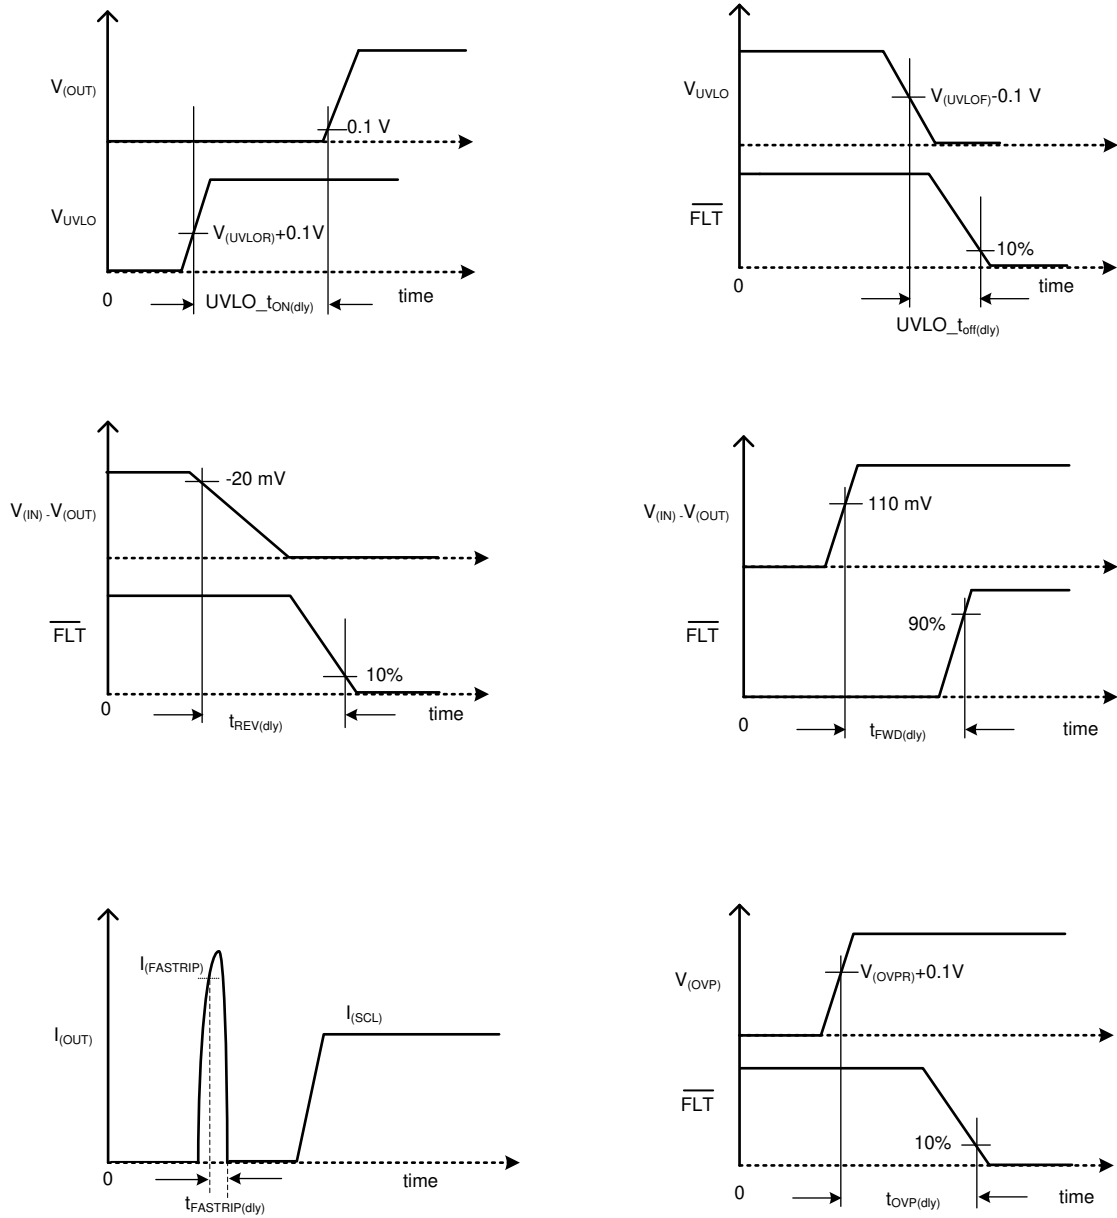 V(OUT)
0.1 V
VUVLO
V(UVLOR)+0.1V
0
UVLO_tON(dly)
time
VUVLO
V(UVLOF)-0.1 V
FLT
10%
UVLO_toff(dly)
V(IN) -V(OUT)
-20 mV
FLT
10%
0
tREV(dly)
time
V(IN) -V(OUT)
110 mV
FLT
90%
0
tFWD(dly)
time
I(FASTRIP)
I(OUT)
I(SCL)
0
tFASTRIP(dly)
time
V(OVP)
V(OVPR)+0.1V
FLT
10%
0
tOVP(dly)
time